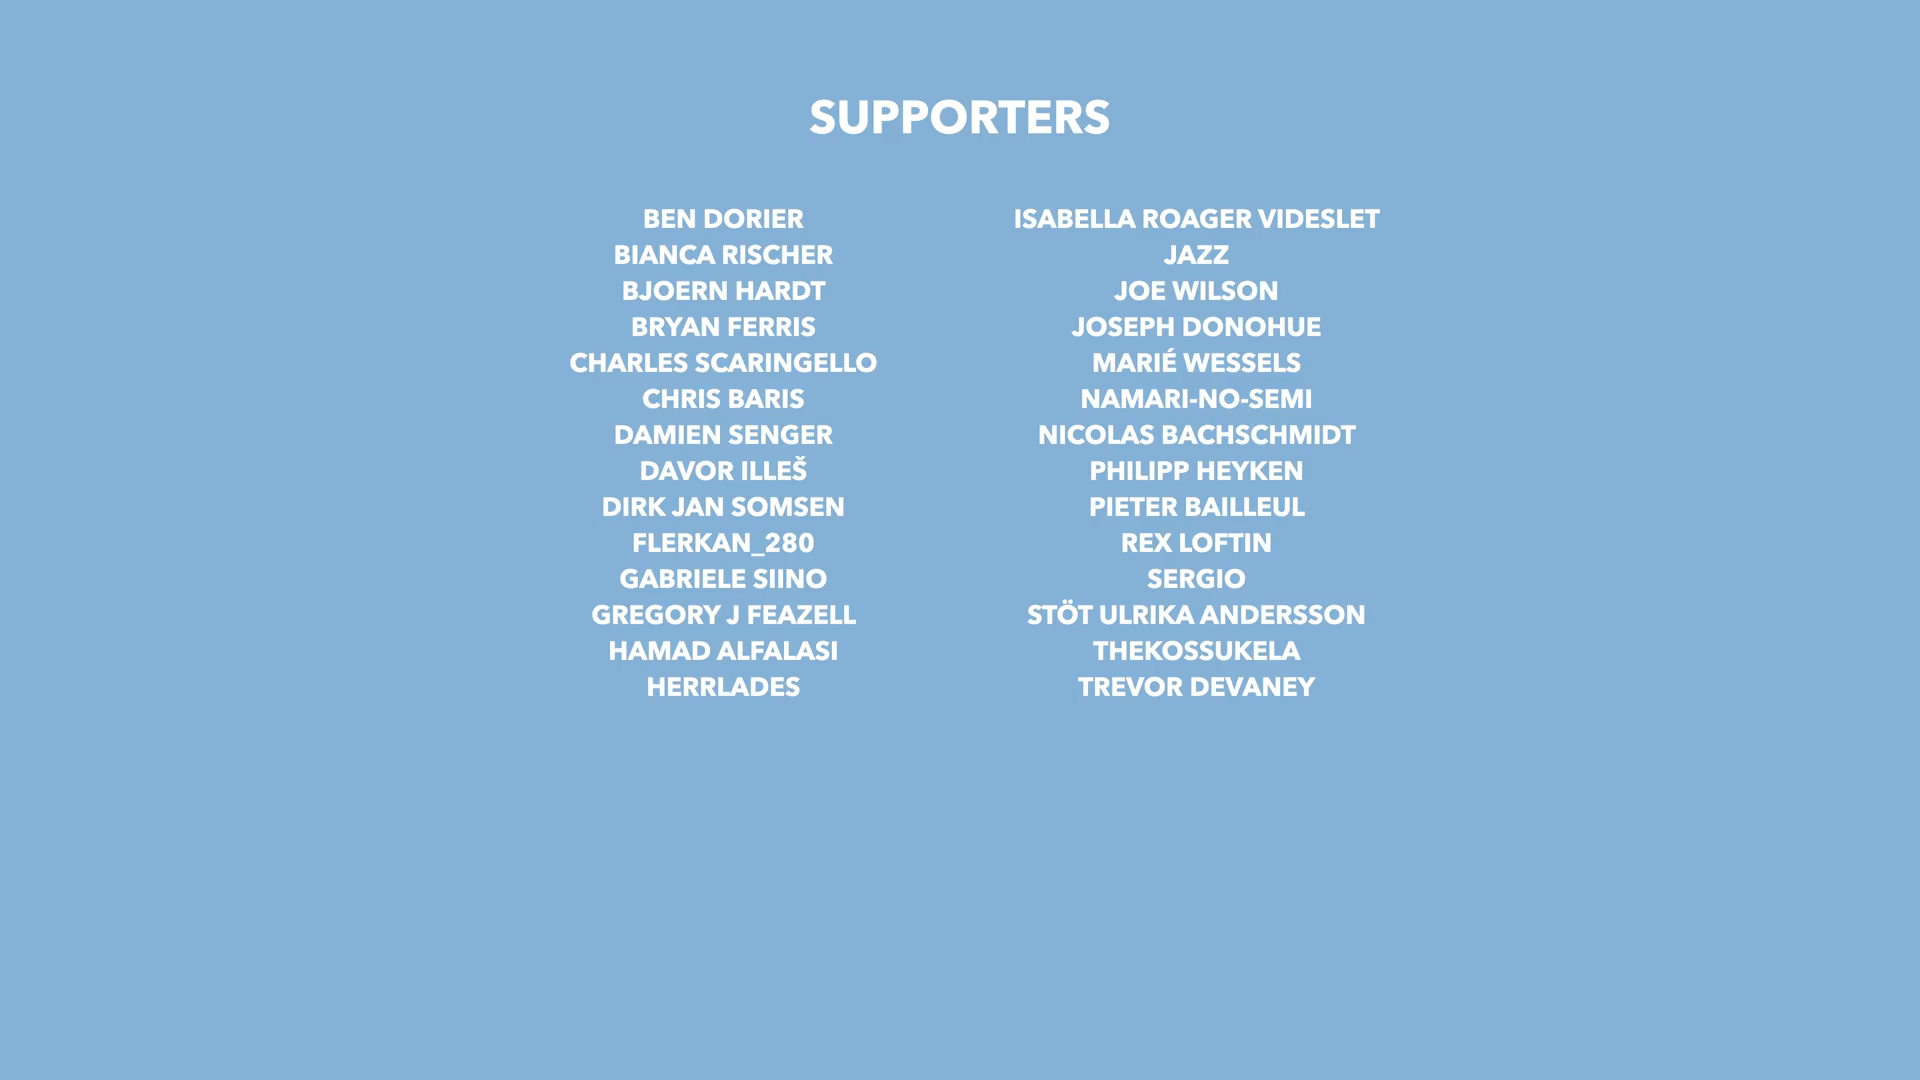 SUPPORTERS
BEN DORIER
BIANCA RISCHER
BJOERN HARDT
BRYAN FERRIS
CHARLES SCARINGELLO
CHRIS BARIS
DAMIEN SENGER
DAVOR ILLEŠ
DIRK JAN SOMSEN
FLERKAN_280
GABRIELE SIINO
GREGORY J FEAZELL
HAMAD ALFALASI
HERRLADES
ISABELLA ROAGER VIDESLET
JAZZ
JOE WILSON
JOSEPH DONOHUE
MARIÉ WESSELS
NAMARI-NO-SEMI
NICOLAS BACHSCHMIDT
PHILIPP HEYKEN
PIETER BAILLEUL
REX LOFTIN
SERGIO
STÖT ULRIKA ANDERSSON
THEKOSSUKELA
TREVOR DEVANEY